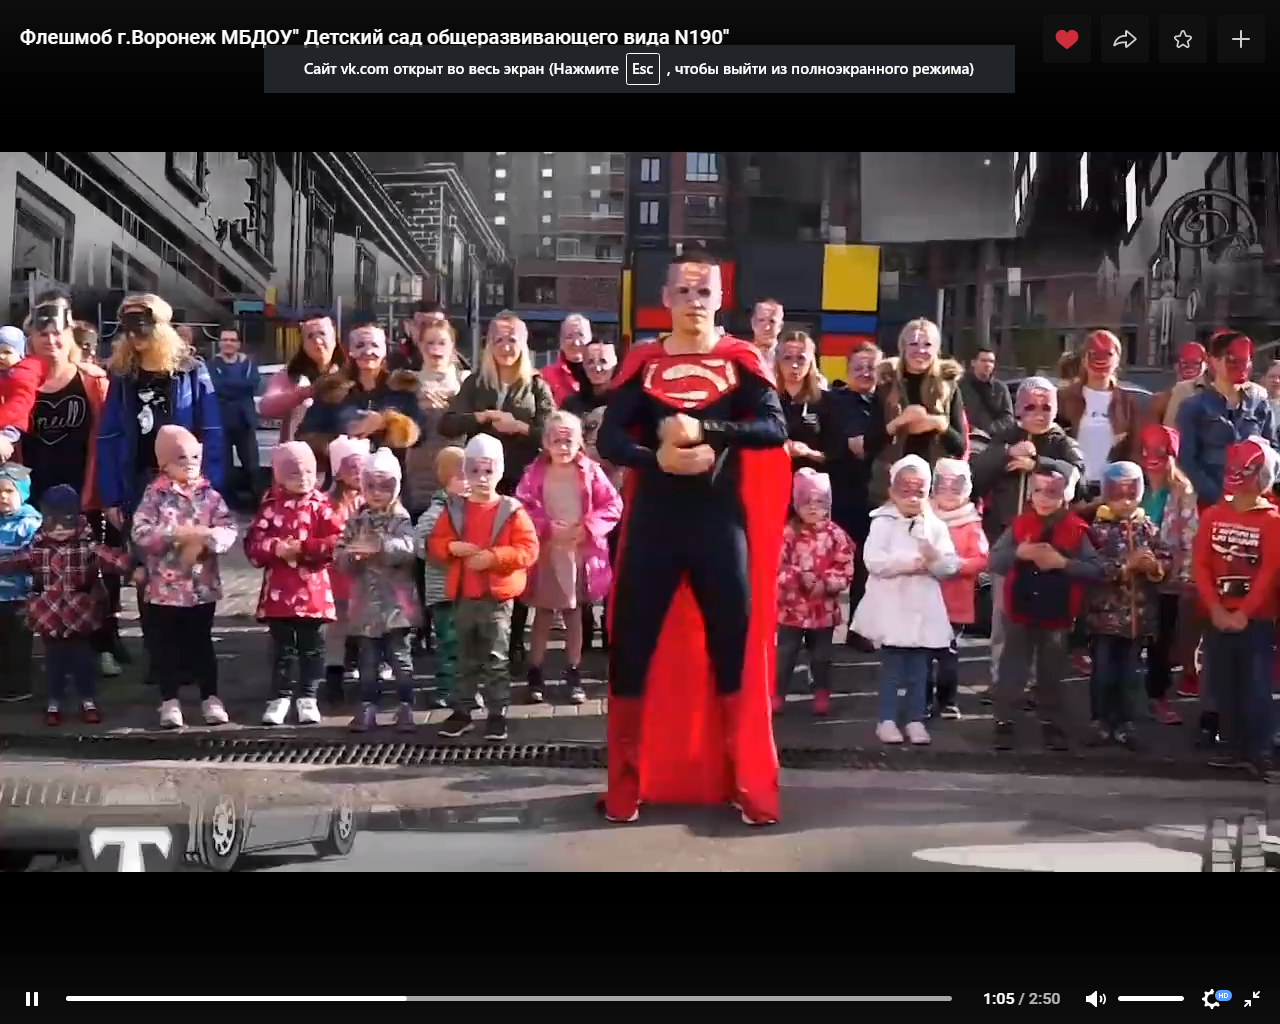 Флешмоб г.Воронеж МБДОУ" Детский сад общеразвивающего вида N190"
Сайт vk.com открыт во весь экран (Нажмите Esc , чтобы выйти из полноэкранного режима)
S
T
1:05 / 2:50
HD